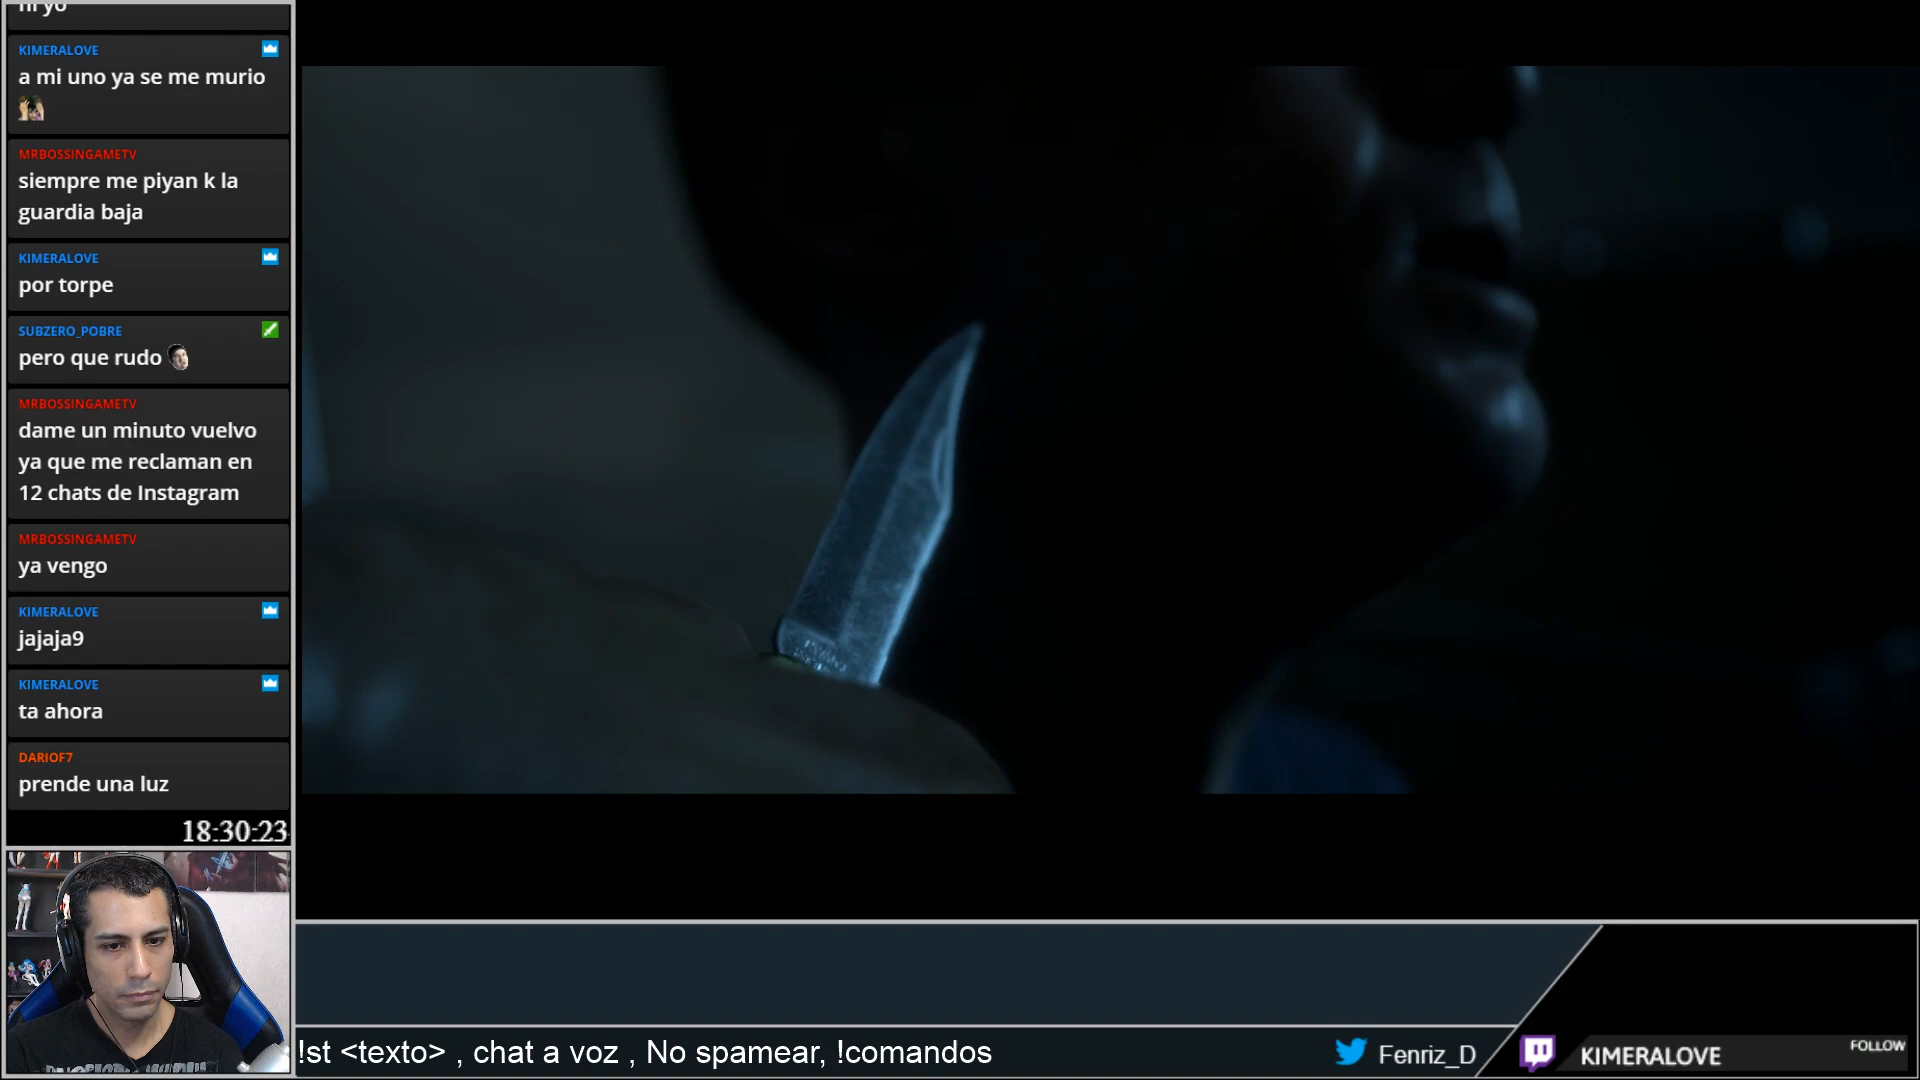 ni yo
KIMERALOVE
a mi uno ya se me murio
MRBOSSINGAMETV
siempre me piyan k la
guardia baja
KIMERALOVE
por torpe
SUBZERO_POBRE
pero que rudo
MRBOSSINGAMETV
dame un minuto vuelvo
ya que me reclaman en
12 chats de Instagram
MRBOSSINGAMETV
ya vengo
KIMERALOVE
jajaja9
KIMERALOVE
ta ahora
DARIOF7
prende una luz
18:30:23
!st <texto> , chat a voz , No spamear, !comandos
Fenriz_D
KIMERALOVE
FOLLOW